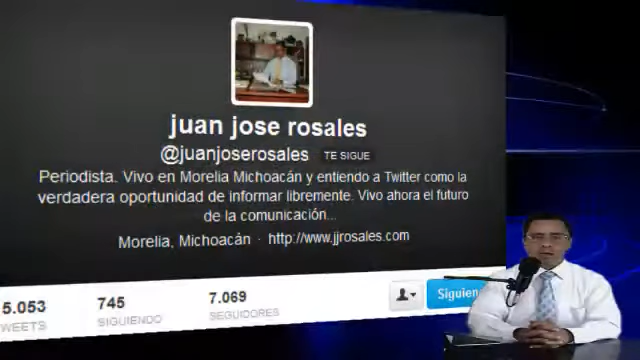 juan jose rosales
@juanjoserosales TE SIGUE
Periodista. Vivo en Morelia Michoacán y entiendo a Twitter como la
verdadera oportunidad de informar libremente. Vivo ahora el futuro
de la comunicación...
Morelia, Michoacán · http://www.jjrosales.com
5.053 745 7.069
WEETS SIGUIENDO SEGUIDORES
Siguien